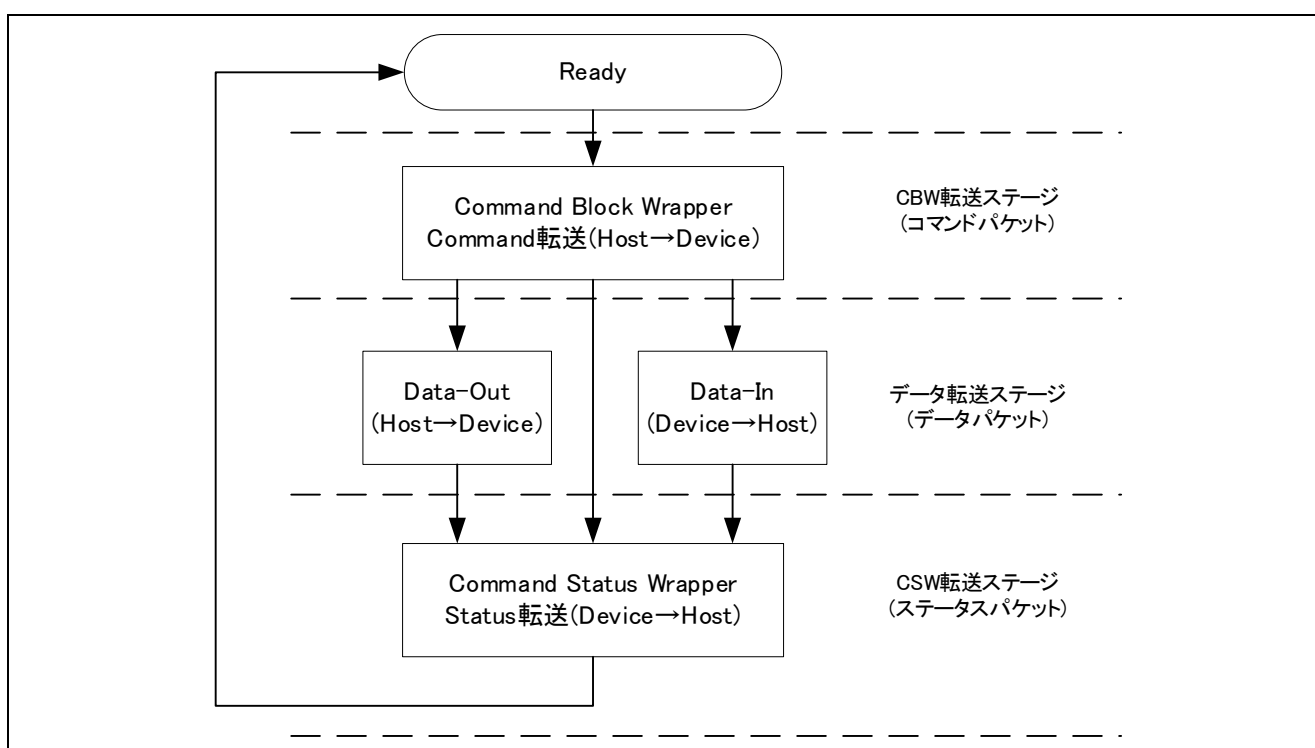 Ready
Command Block Wrapper
Command転送(Host→Device)
CBW転送ステージ
(コマンドパケット)
Data-Out
(Host→Device)
Data-In
(Device→Host)
データ転送ステージ
(データパケット)
Command Status Wrapper
Status転送(Device→Host)
CSW転送ステージ
(ステータスパケット)